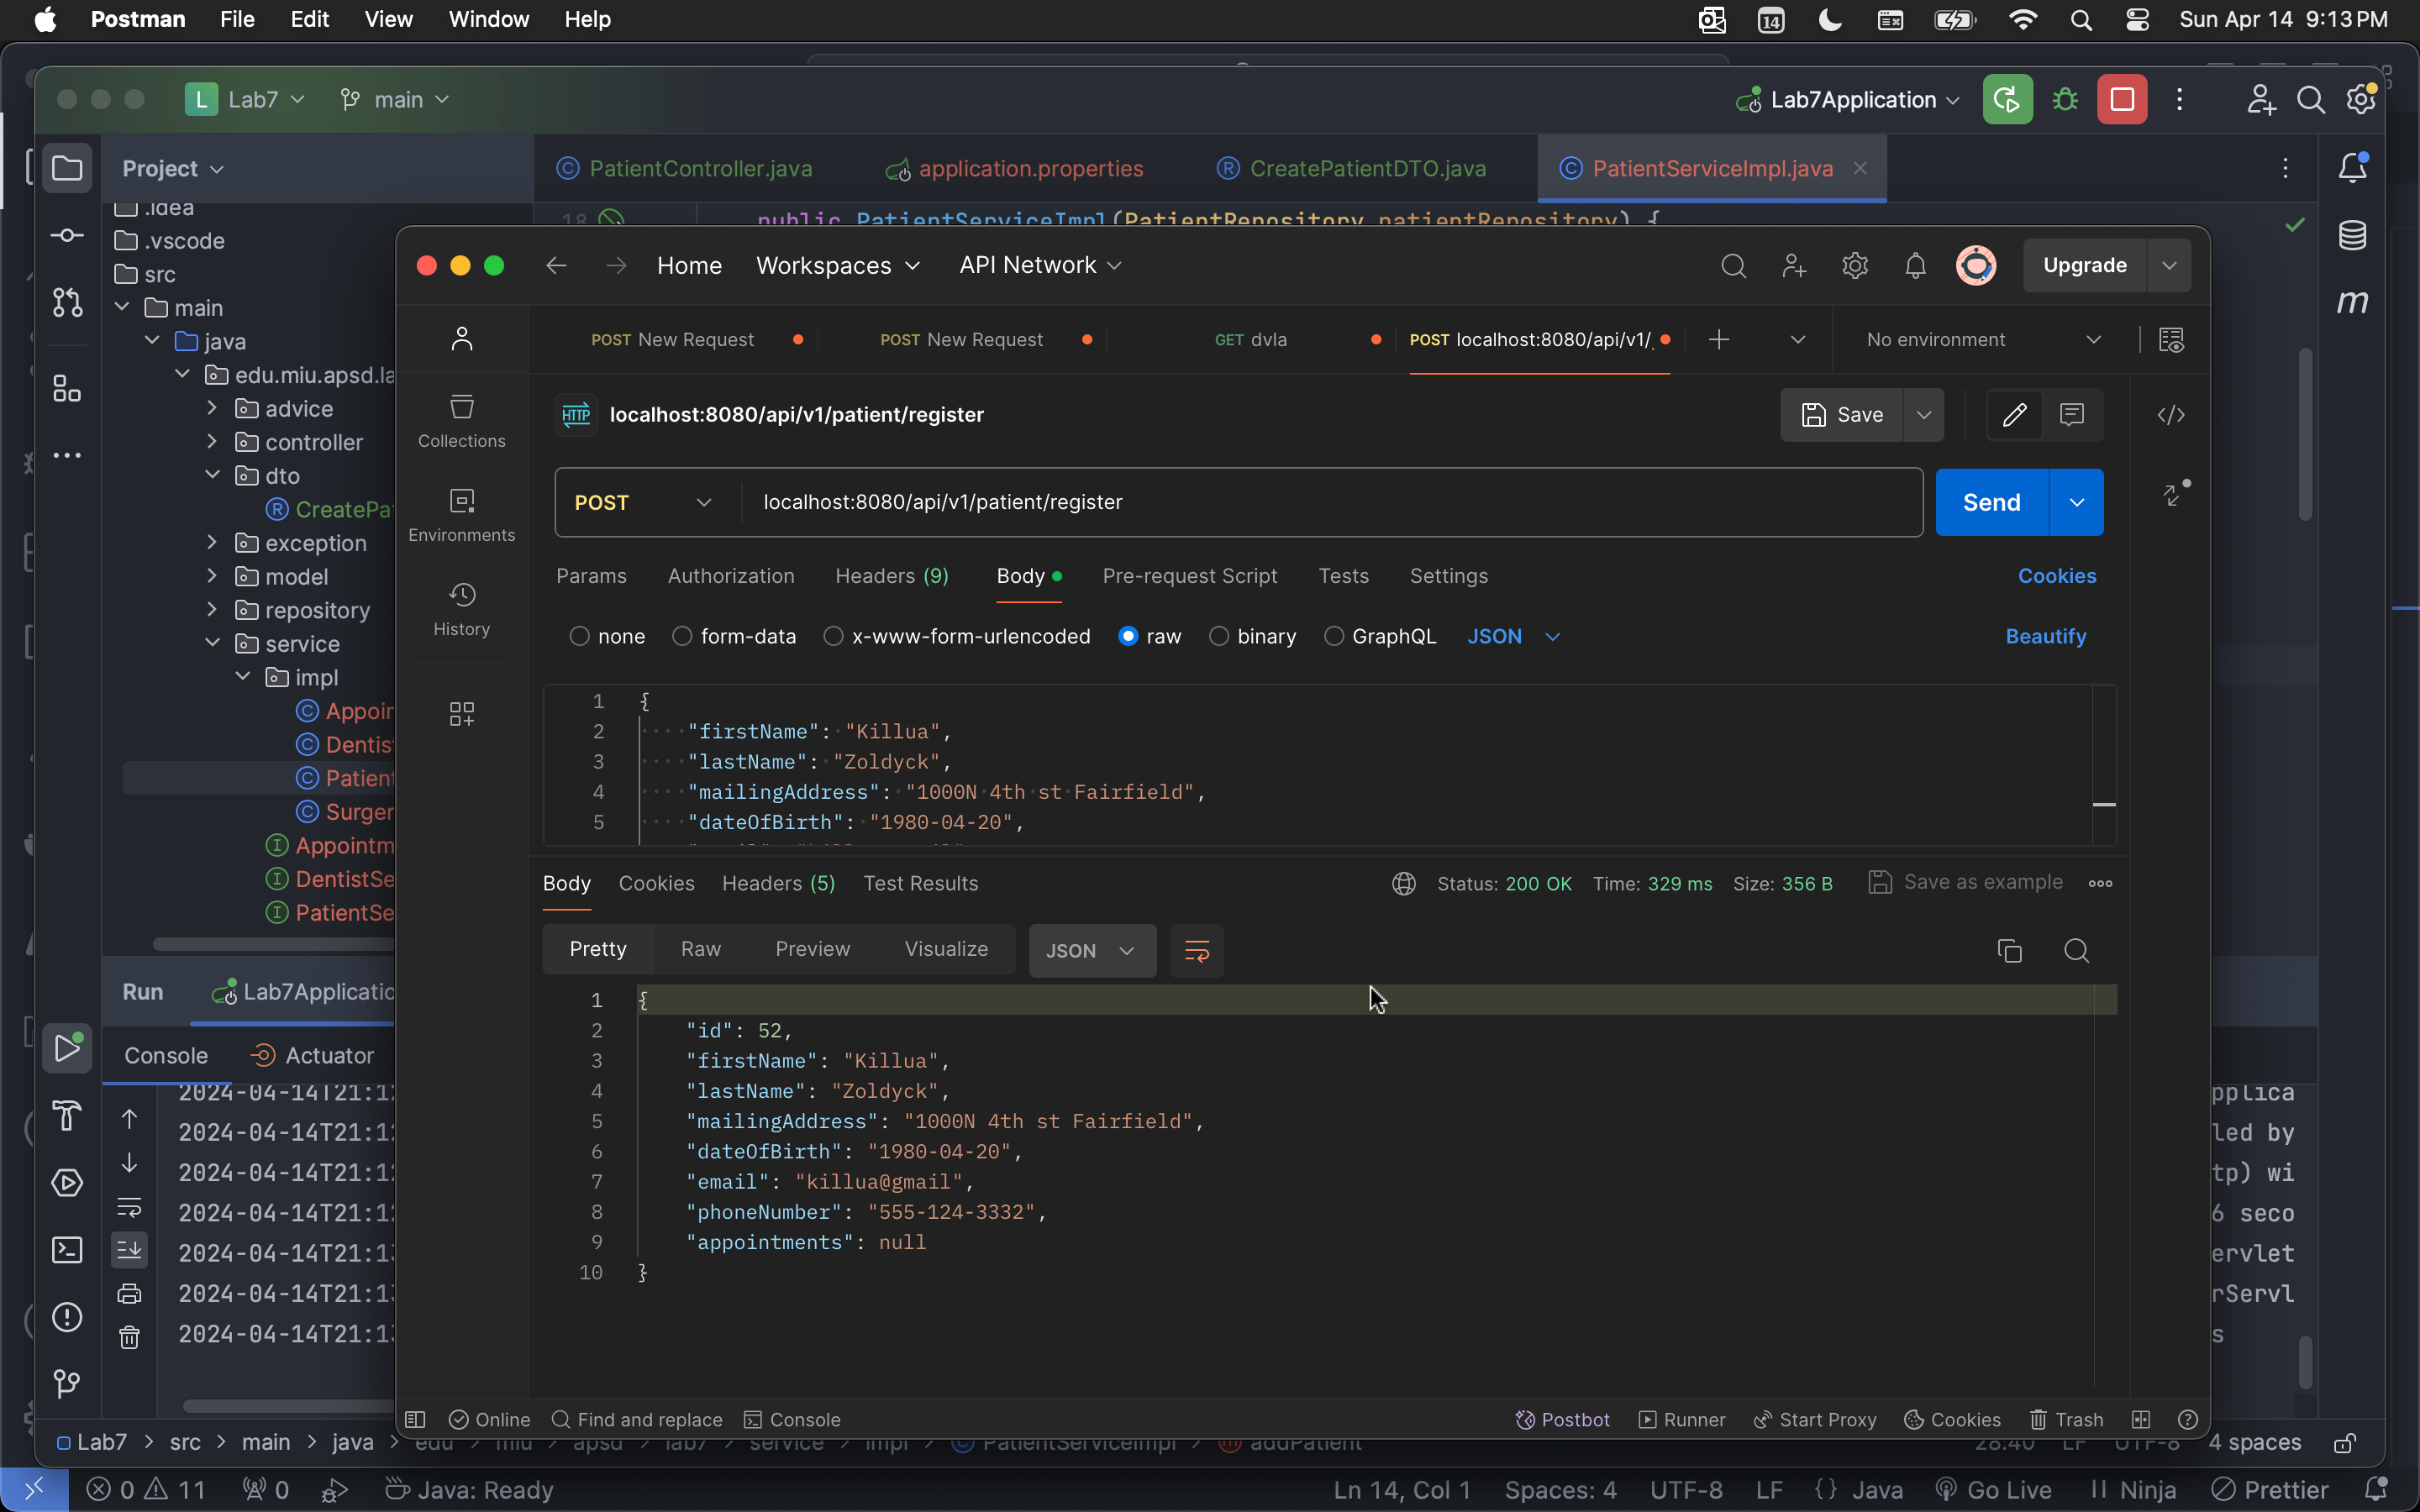 Postman File Edit View Window Help 14 Sun Apr 14 9:13 PM
L Lab7 main Lab7Application
Project
PatientController.java application.properties CreatePatientDTO.java PatientServiceImpl.java
.idea
18 public PatientServiceImpl(PatientRepository patientRepository) {
.vscode
src
main
java
edu.miu.apsd.la
advice
controller
dto
CreatePa
exception
model
repository
service
impl
Appoin
Dentis
Patient
Surger
Appointm
DentistSe
PatientSe
Home Workspaces API Network Upgrade
POST New Request POST New Request GET dvla POST localhost:8080/api/v1/ No environment
HTTP localhost:8080/api/v1/patient/register Save
Collections
Environments
History
POST localhost:8080/api/v1/patient/register Send
Params Authorization Headers (9) Body Pre-request Script Tests Settings Cookies
none form-data x-www-form-urlencoded raw binary GraphQL JSON Beautify
1 {
2 "firstName": "Killua",
3 "lastName": "Zoldyck",
4 "mailingAddress": "1000N 4th st Fairfield",
5 "dateOfBirth": "1980-04-20",
Body Cookies Headers (5) Test Results Status: 200 OK Time: 329 ms Size: 356 B Save as example
Pretty Raw Preview Visualize JSON
1 {
2 "id": 52,
3 "firstName": "Killua",
4 "lastName": "Zoldyck",
5 "mailingAddress": "1000N 4th st Fairfield",
6 "dateOfBirth": "1980-04-20",
7 "email": "killua@gmail",
8 "phoneNumber": "555-124-3332",
9 "appointments": null
10 }
Run Lab7Applicatio
Console Actuator
2024-04-14T21:12 pplica
2024-04-14T21:12 led by
2024-04-14T21:12 tp) wi
2024-04-14T21:12 6 seco
2024-04-14T21:13 ervlet
2024-04-14T21:13 rServl
2024-04-14T21:13 s
Online Find and replace Console Postbot Runner Start Proxy Cookies Trash
Lab7 > src > main > java > edu > miu > apsd > lab7 > service > impl > PatientServiceImpl > addPatient 28:40 LF UTF-8 4 spaces
0 11 0 Java: Ready Ln 14, Col 1 Spaces: 4 UTF-8 LF {} Java Go Live Ninja Prettier